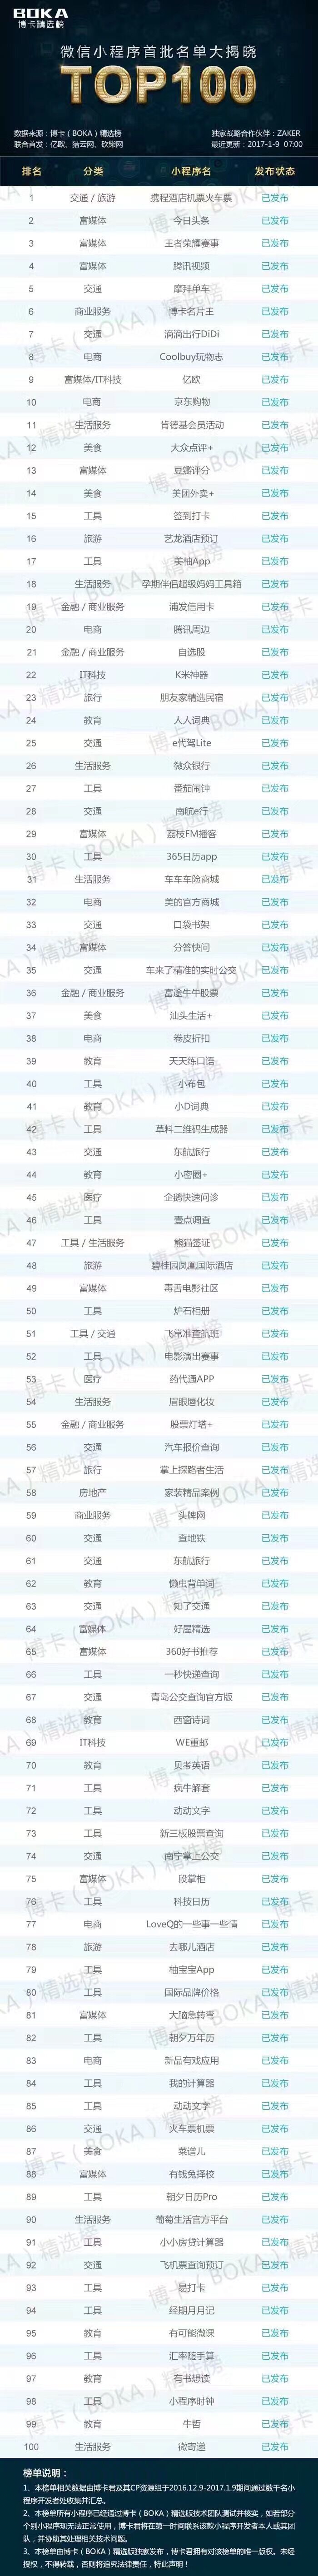 BOKA
博卡精选榜
微信小程序首批名单大揭晓
TOP100
数据来源：博卡（BOKA）精选榜 独家战略合作伙伴：ZAKER
联合首发：亿欧、猎云网、砍柴网 最近更新：2017-1-9 07:00
排名 分类 小程序名 发布状态
1 交通 / 旅游 携程酒店机票火车票 已发布
2 富媒体 今日头条 已发布
3 富媒体 王者荣耀赛事 已发布
4 富媒体 腾讯视频 已发布
5 交通 摩拜单车 已发布
6 商业服务 博卡名片王 已发布
7 交通 滴滴出行DiDi 已发布
8 电商 Coolbuy玩物志 已发布
9 富媒体/IT科技 亿欧 已发布
10 电商 京东购物 已发布
11 生活服务 肯德基会员活动 已发布
12 美食 大众点评+ 已发布
13 富媒体 豆瓣评分 已发布
14 美食 美团外卖+ 已发布
15 工具 签到打卡 已发布
16 旅游 艺龙酒店预订 已发布
17 工具 美柚App 已发布
18 生活服务 孕期伴侣超级妈妈工具箱 已发布
19 金融 / 商业服务 浦发信用卡 已发布
20 电商 腾讯周边 已发布
21 金融 / 商业服务 自选股 已发布
22 IT科技 K米神器 已发布
23 旅行 朋友家精选民宿 已发布
24 教育 人人词典 已发布
25 交通 e代驾Lite 已发布
26 生活服务 微众银行 已发布
27 工具 番茄闹钟 已发布
28 交通 南航e行 已发布
29 富媒体 荔枝FM播客 已发布
30 工具 365日历app 已发布
31 生活服务 车车车险商城 已发布
32 电商 美的官方商城 已发布
33 交通 口袋书架 已发布
34 富媒体 分答快问 已发布
35 交通 车来了精准的实时公交 已发布
36 金融 / 商业服务 富途牛牛股票 已发布
37 美食 汕头生活+ 已发布
38 电商 卷皮折扣 已发布
39 教育 天天练口语 已发布
40 工具 小布包 已发布
41 教育 小D词典 已发布
42 工具 草料二维码生成器 已发布
43 交通 东航旅行 已发布
44 教育 小密圈+ 已发布
45 医疗 企鹅快速问诊 已发布
46 工具 壹点调查 已发布
47 工具 / 生活服务 熊猫签证 已发布
48 旅游 碧桂园凤凰国际酒店 已发布
49 富媒体 毒舌电影社区 已发布
50 工具 炉石相册 已发布
51 工具 / 交通 飞常准查航班 已发布
52 工具 电影演出赛事 已发布
53 医疗 药代通APP 已发布
54 生活服务 眉眼唇化妆 已发布
55 金融 / 商业服务 股票灯塔+ 已发布
56 交通 汽车报价查询 已发布
57 旅行 掌上探路者生活 已发布
58 房地产 家装精品案例 已发布
59 商业服务 头牌网 已发布
60 交通 查地铁 已发布
61 交通 东航旅行 已发布
62 教育 懒虫背单词 已发布
63 交通 知了交通 已发布
64 富媒体 好屋精选 已发布
65 富媒体 360好书推荐 已发布
66 工具 一秒快递查询 已发布
67 交通 青岛公交查询官方版 已发布
68 教育 西窗诗词 已发布
69 IT科技 WE重邮 已发布
70 教育 贝考英语 已发布
71 工具 疯牛解套 已发布
72 工具 动动文字 已发布
73 工具 新三板股票查询 已发布
74 交通 南宁掌上公交 已发布
75 富媒体 段掌柜 已发布
76 工具 科技日历 已发布
77 电商 LoveQ的一些事一些情 已发布
78 旅游 去哪儿酒店 已发布
79 工具 柚宝宝App 已发布
80 工具 国际品牌价格 已发布
81 富媒体 大脑急转弯 已发布
82 工具 朝夕万年历 已发布
83 电商 新品有戏应用 已发布
84 工具 我的计算器 已发布
85 工具 动动文字 已发布
86 交通 火车票机票 已发布
87 美食 菜谱儿 已发布
88 富媒体 有钱兔择校 已发布
89 工具 朝夕日历Pro 已发布
90 生活服务 葡萄生活官方平台 已发布
91 工具 小小房贷计算器 已发布
92 交通 飞机票查询预订 已发布
93 工具 易打卡 已发布
94 工具 经期月月记 已发布
95 教育 有可能微课 已发布
96 工具 汇率随手算 已发布
97 教育 有书想读 已发布
98 工具 小程序时钟 已发布
99 教育 牛哲 已发布
100 生活服务 微寄递 已发布
榜单说明：
1、本榜单相关数据由博卡君及其CP资源组于2016.12.9-2017.1.9期间通过数千名小
程序开发者处收集并汇总。
2、本榜单所有小程序已经通过博卡（BOKA）精选版技术团队测试并核实，如若部分
个别小程序现无法正常使用，博卡君将在第一时间联系该款小程序开发者本人或其团
队，并协助其处理相关技术问题。
3、本榜单由博卡（BOKA）精选版独家发布，博卡君拥有对该榜单的唯一版权。未经
授权，不得转载，否则将追究法律责任，特此声明！